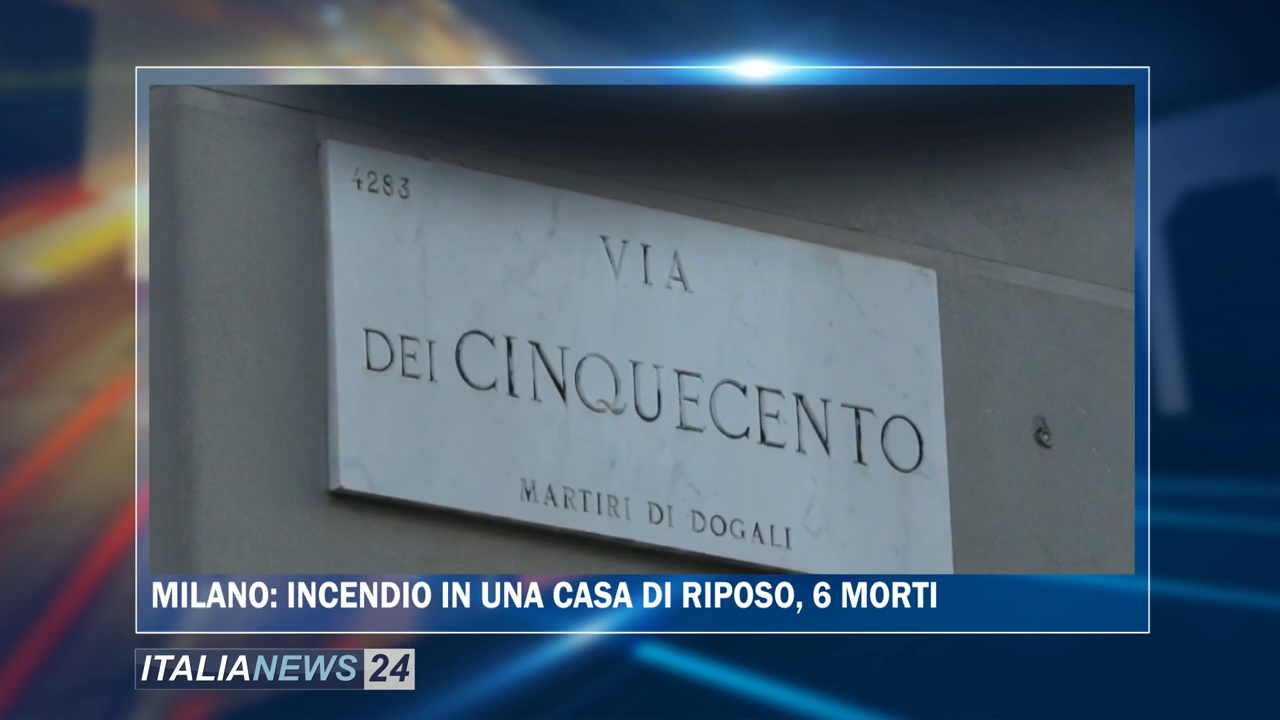 4283
VIA
DEI CINQUECENTO
MARTIRI DI DOGALI
MILANO: INCENDIO IN UNA CASA DI RIPOSO, 6 MORTI
ITALIANEWS 24